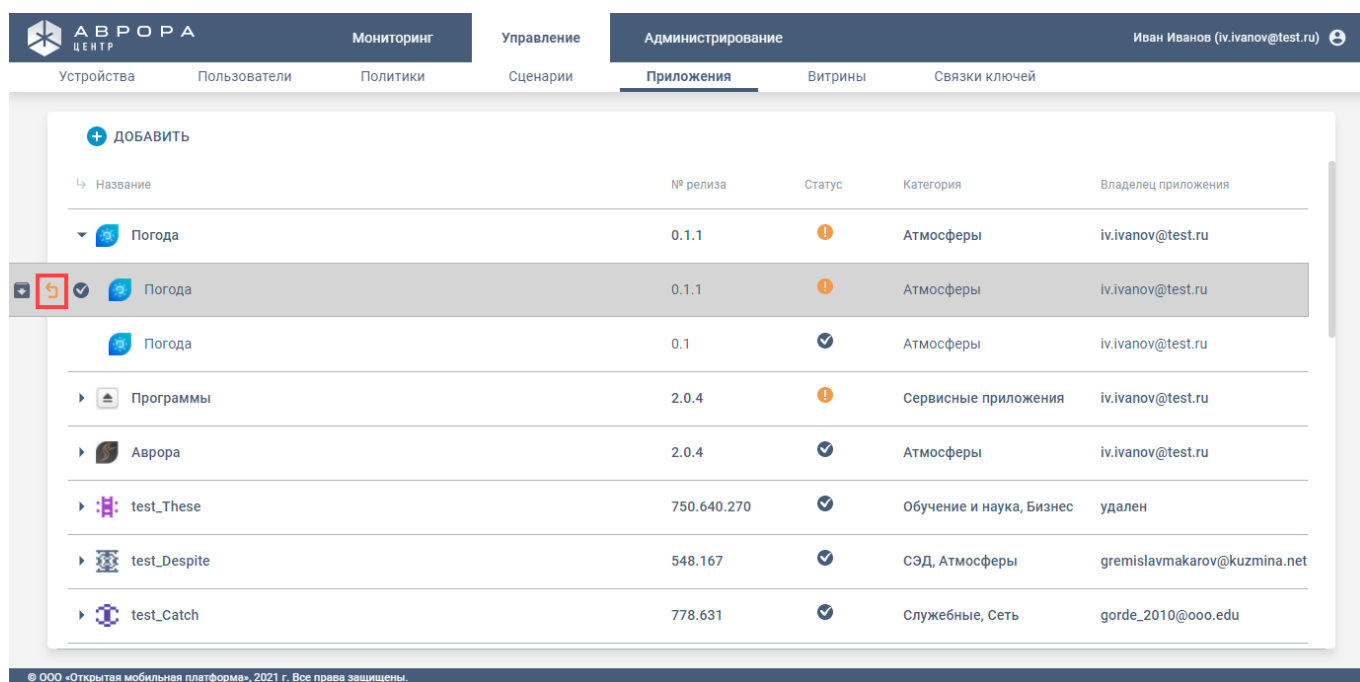 АВРОРА
ЦЕНТР
Мониторинг Управление Администрирование Иван Иванов (iv.ivanov@test.ru)
Устройства Пользователи Политики Сценарии Приложения Витрины Связки ключей
ДОБАВИТЬ
Название № релиза Статус Категория Владелец приложения
Погода 0.1.1 Атмосферы iv.ivanov@test.ru
Погода 0.1.1 Атмосферы iv.ivanov@test.ru
Погода 0.1 Атмосферы iv.ivanov@test.ru
Программы 2.0.4 Сервисные приложения iv.ivanov@test.ru
Аврора 2.0.4 Атмосферы iv.ivanov@test.ru
test_These 750.640.270 Обучение и наука, Бизнес удален
test_Despite 548.167 СЭД, Атмосферы gremislavmakarov@kuzmina.net
test_Catch 778.631 Служебные, Сеть gorde_2010@ooo.edu
© ООО «Открытая мобильная платформа», 2021 г. Все права защищены.